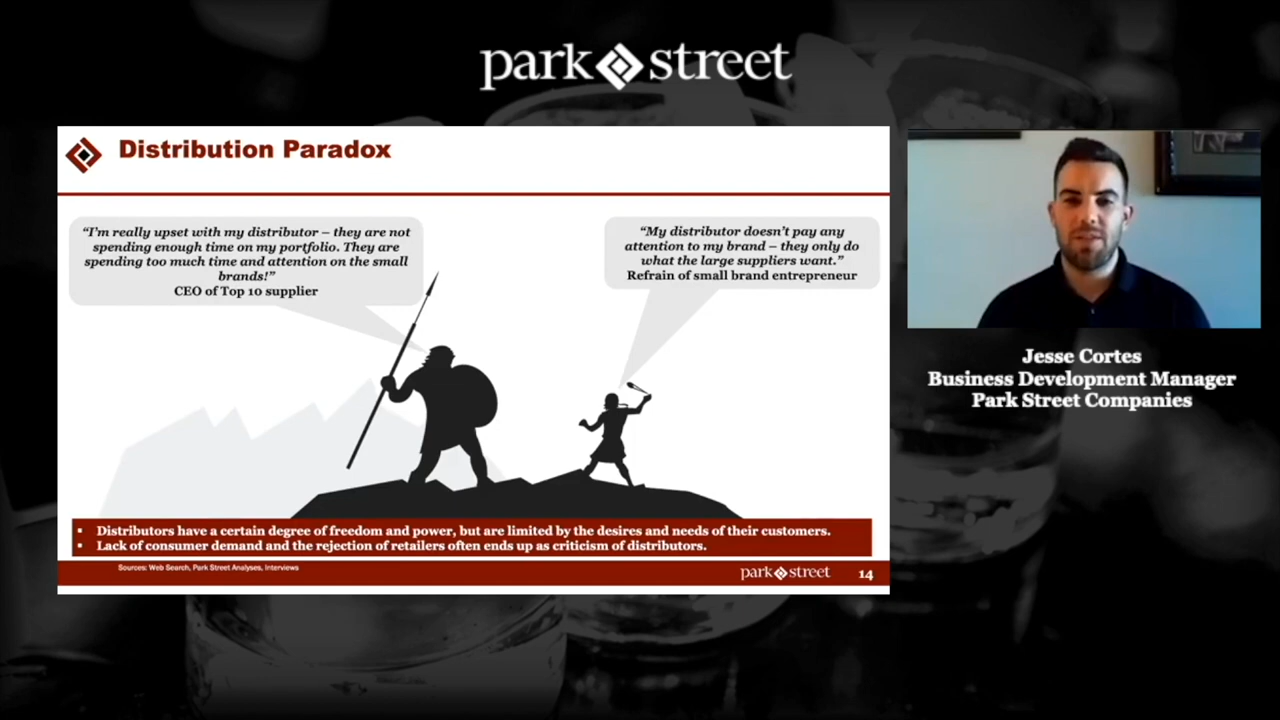 park street
Distribution Paradox
“I’m really upset with my distributor – they are not
spending enough time on my portfolio. They are
spending too much time and attention on the small
brands!”
CEO of Top 10 supplier
“My distributor doesn’t pay any
attention to my brand – they only do
what the large suppliers want.”
Refrain of small brand entrepreneur
▪ Distributors have a certain degree of freedom and power, but are limited by the desires and needs of their customers.
▪ Lack of consumer demand and the rejection of retailers often ends up as criticism of distributors.
Sources: Web Search, Park Street Analyses, Interviews
park street
14
Jesse Cortes
Business Development Manager
Park Street Companies